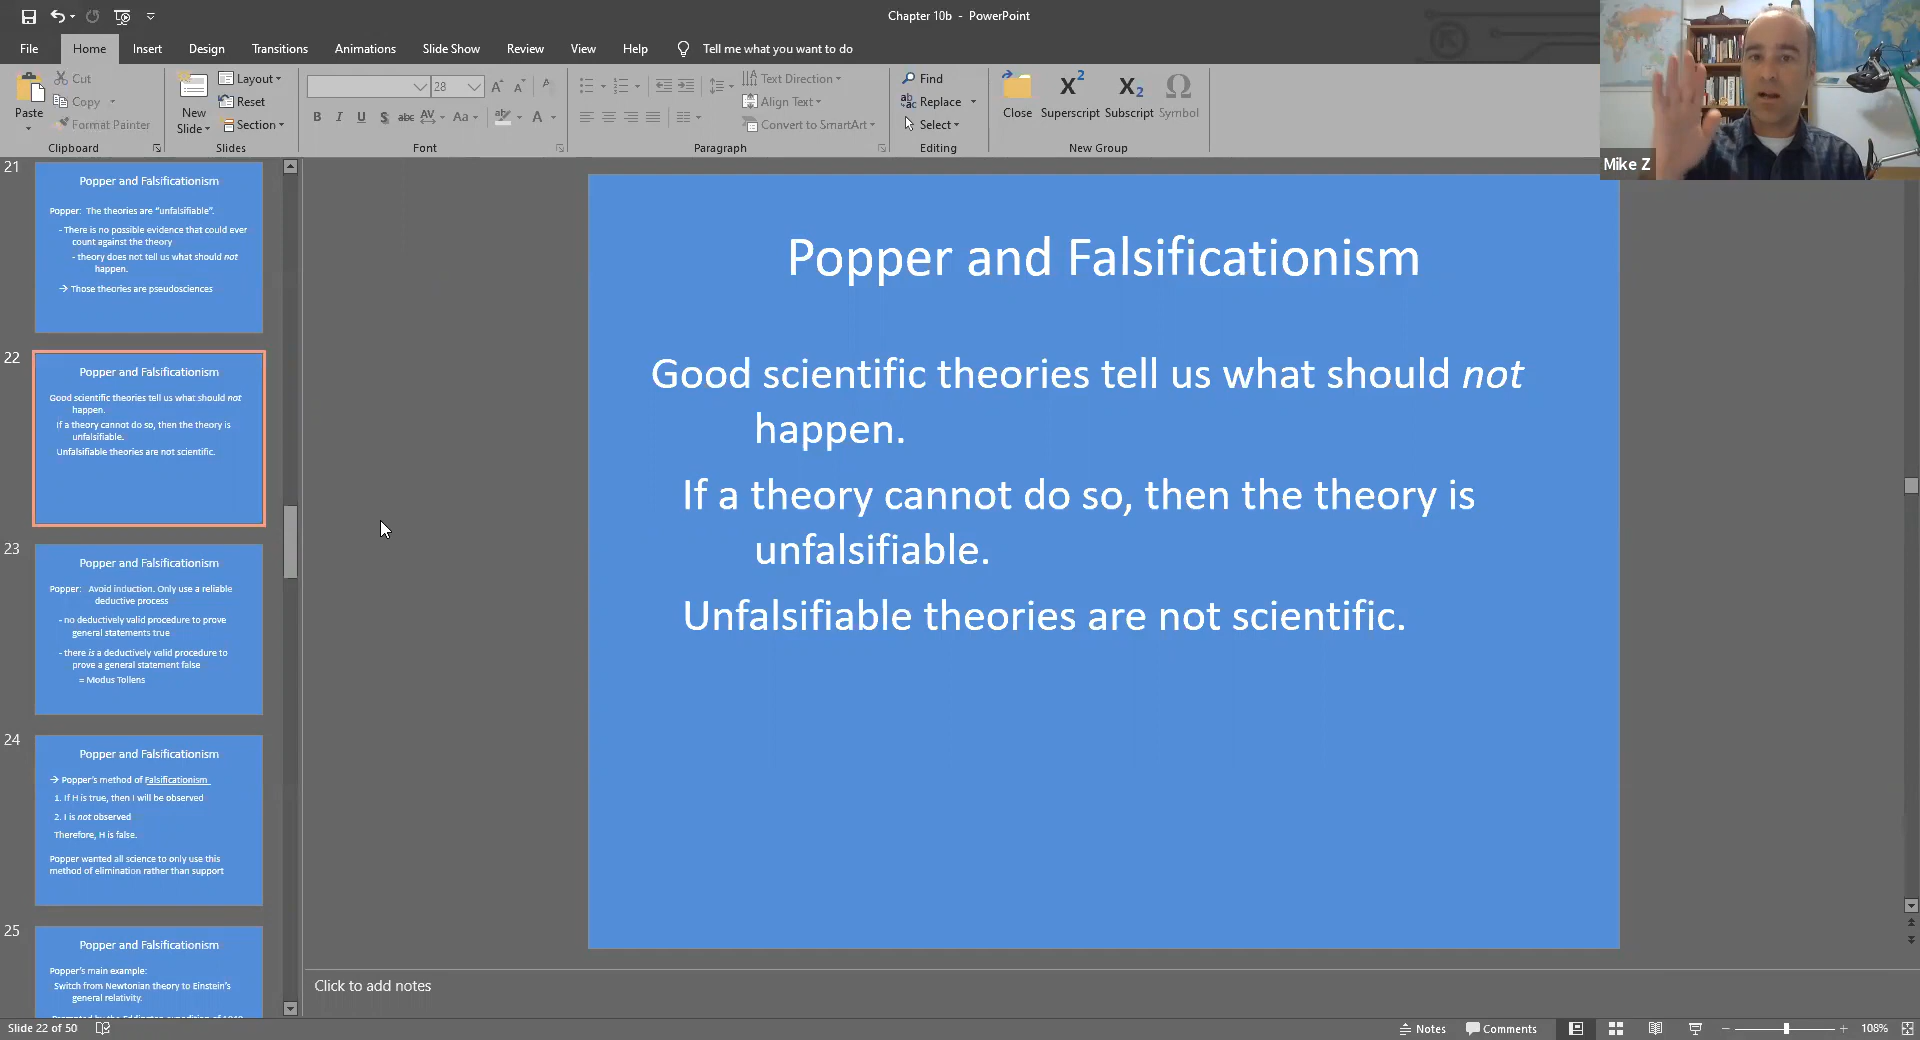 Chapter 10b - PowerPoint
File Home Insert Design Transitions Animations Slide Show Review View Help Tell me what you want to do
Paste
Cut
Copy
Format Painter
Clipboard
New Slide
Layout
Reset
Section
Slides
28
B I U S abc AV Aa
A
Font
Text Direction
Align Text
Convert to SmartArt
Paragraph
Find
Replace
Select
Editing
Close
X² Superscript
X₂ Subscript
Ω Symbol
New Group
Mike Z
21
Popper and Falsificationism
Popper: The theories are "unfalsifiable".
- There is no possible evidence that could ever
count against the theory
- theory does not tell us what should not
happen.
→ Those theories are pseudosciences
22
Popper and Falsificationism
Good scientific theories tell us what should not
happen.
If a theory cannot do so, then the theory is
unfalsifiable.
Unfalsifiable theories are not scientific.
23
Popper and Falsificationism
Popper: Avoid induction. Only use a reliable
deductive process
- no deductively valid procedure to prove
general statements true
- there is a deductively valid procedure to
prove a general statement false
= Modus Tollens
24
Popper and Falsificationism
→ Popper's method of Falsificationism
1. If H is true, then I will be observed
2. I is not observed
Therefore, H is false.
Popper wanted all science to only use this
method of elimination rather than support
25
Popper and Falsificationism
Popper's main example:
Switch from Newtonian theory to Einstein's
general relativity.
Popper and Falsificationism
Good scientific theories tell us what should not
happen.
If a theory cannot do so, then the theory is
unfalsifiable.
Unfalsifiable theories are not scientific.
Click to add notes
Slide 22 of 50
Notes
Comments
108%